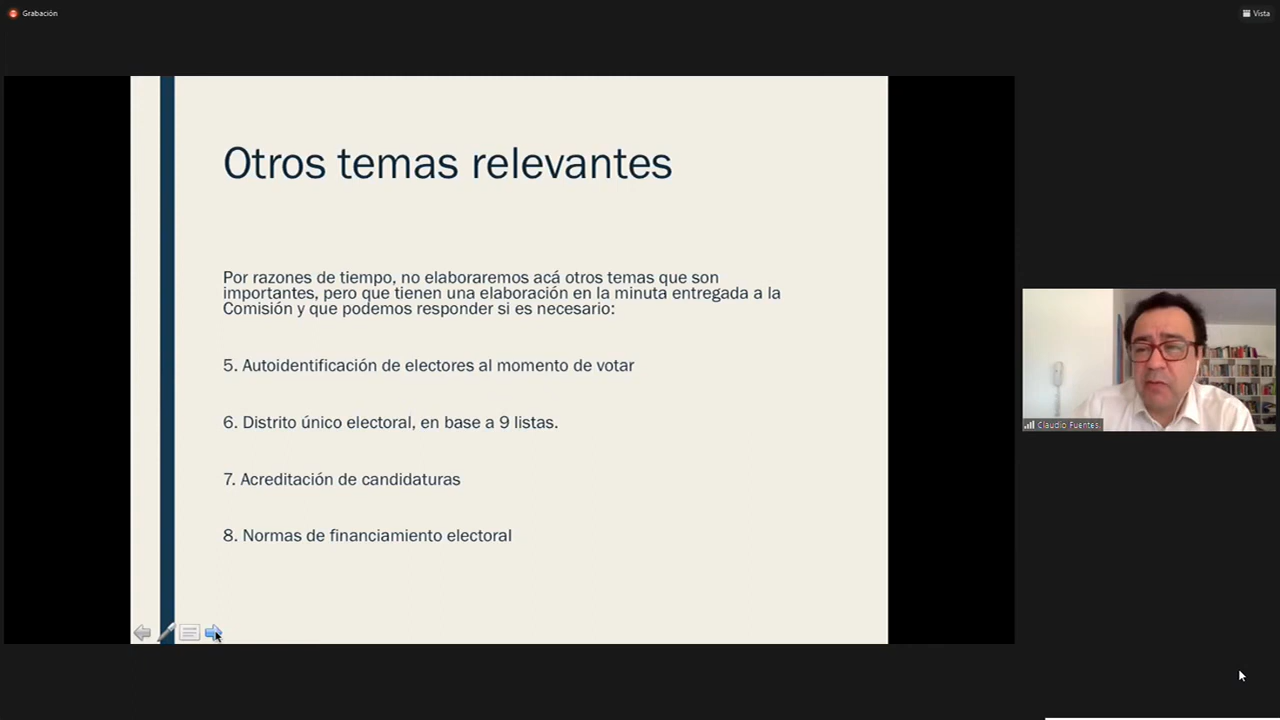 Grabación
Vista
Otros temas relevantes
Por razones de tiempo, no elaboraremos acá otros temas que son
importantes, pero que tienen una elaboración en la minuta entregada a la
Comisión y que podemos responder si es necesario:
5. Autoidentificación de electores al momento de votar
6. Distrito único electoral, en base a 9 listas.
7. Acreditación de candidaturas
8. Normas de financiamiento electoral
Claudio Fuentes